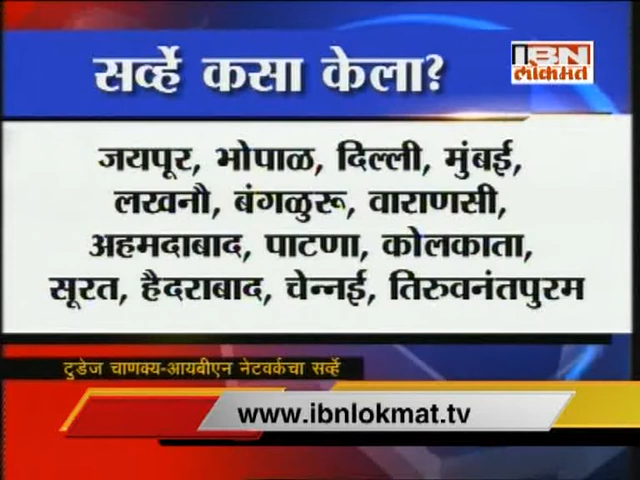 सर्व्हे कसा केला?
IBN
लोकमत
जयपूर, भोपाळ, दिल्ली, मुंबई,
लखनौ, बंगळुरू, वाराणसी,
अहमदाबाद, पाटणा, कोलकाता,
सूरत, हैदराबाद, चेन्नई, तिरुवनंतपुरम
टुडेज चाणक्य-आयबीएन नेटवर्कचा सर्व्हे
www.ibnlokmat.tv